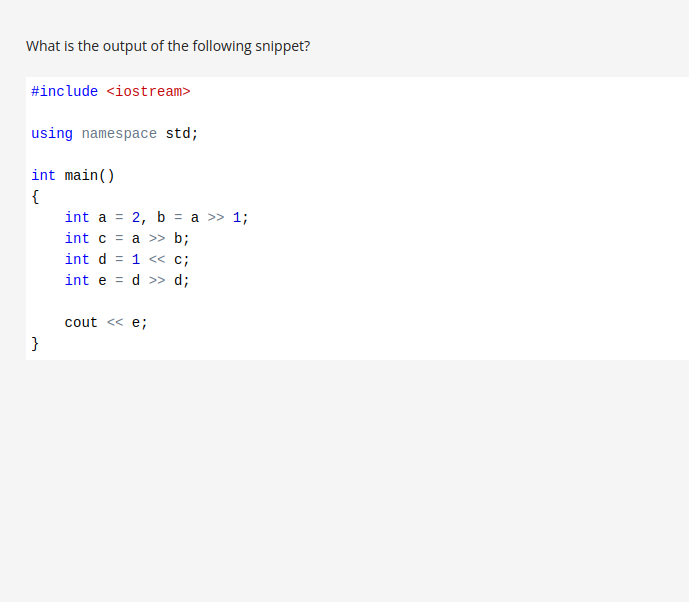 What is the output of the following snippet?
#include <iostream>
using namespace std;
int main()
{
    int a = 2, b = a >> 1;
    int c = a >> b;
    int d = 1 << c;
    int e = d >> d;
    cout << e;
}